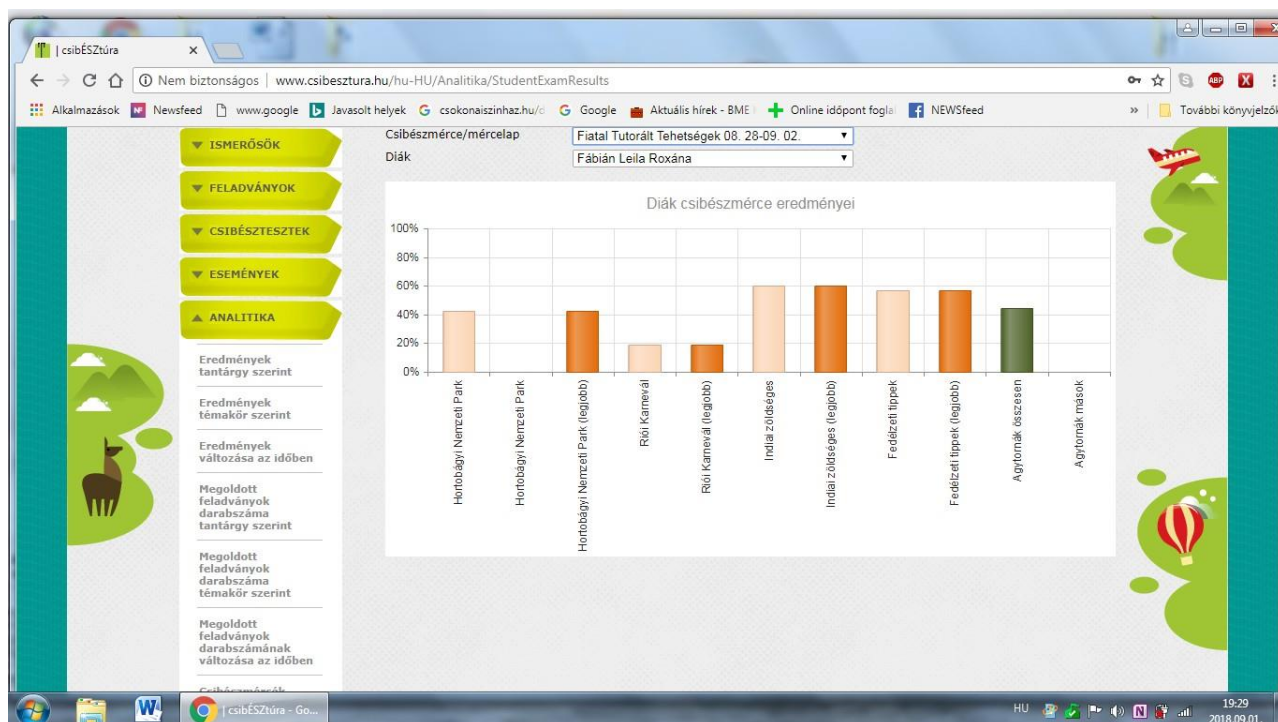 | csibÉSZtúra
Nem biztonságos | www.csibesztura.hu/hu-HU/Analitika/StudentExamResults
ABP
Alkalmazások Newsfeed www.google Javasolt helyek csokonaiszinhaz.hu/ Google Aktuális hírek - BME Online időpont fogla NEWSfeed » További könyvjelzők
ISMERŐSÖK
FELADVÁNYOK
CSIBÉSZTESZTEK
ESEMÉNYEK
ANALITIKA
Eredmények
tantárgy szerint
Eredmények
témakör szerint
Eredmények
változása az időben
Megoldott
feladványok
darabszáma
tantárgy szerint
Megoldott
feladványok
darabszáma
témakör szerint
Megoldott
feladványok
darabszámának
változása az időben
Csibészmérce/mércelap
Fiatal Tutorált Tehetségek 08. 28-09. 02.
Diák
Fábián Leila Roxána
Diák csibészmérce eredményei
100%
80%
60%
40%
20%
0%
Hortobágyi Nemzeti Park
Hortobágyi Nemzeti Park
Hortobágyi Nemzeti Park (legjobb)
Riói Karnevál
Riói Karnevál (legjobb)
Indiai zöldséges
Indiai zöldséges (legjobb)
Fedélzeti tippek
Fedélzeti tippek (legjobb)
Agytornák összesen
Agytornák mások
| csibÉSZtúra - Go...
HU
19:29
2018.09.01